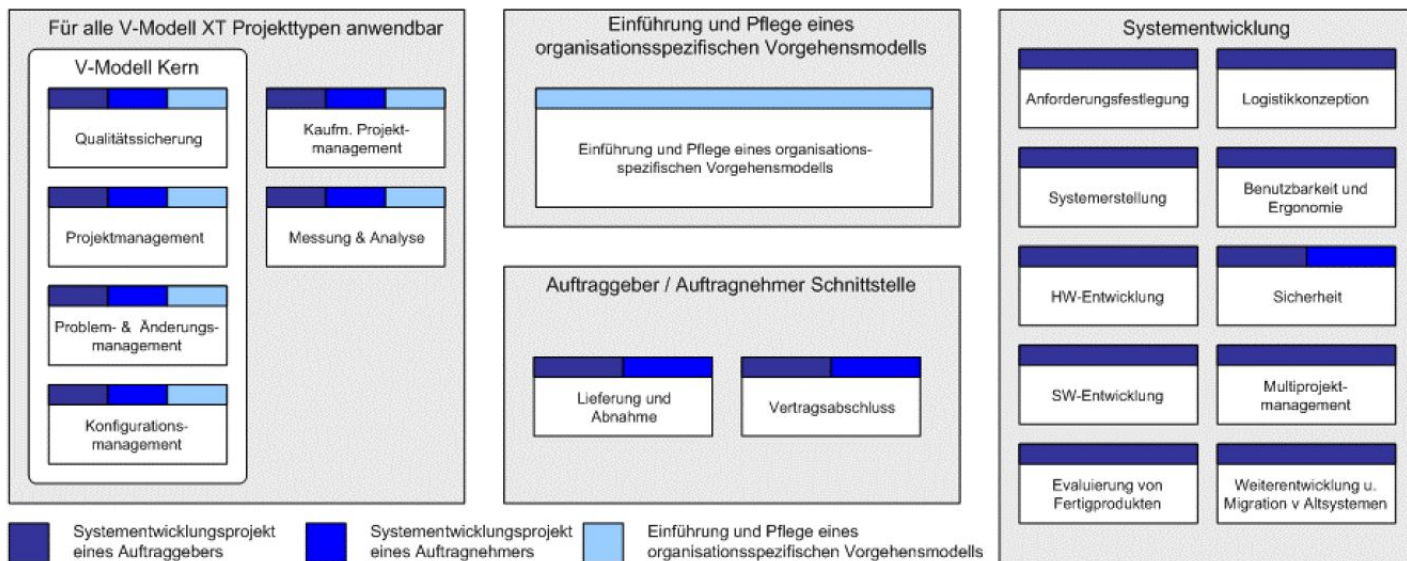 Für alle V-Modell XT Projekttypen anwendbar
V-Modell Kern
Qualitätssicherung
Projektmanagement
Problem- & Änderungs-
management
Konfigurations-
management
Kaufm. Projekt-
management
Messung & Analyse
Einführung und Pflege eines
organisationsspezifischen Vorgehensmodells
Einführung und Pflege eines organisations-
spezifischen Vorgehensmodells
Auftraggeber / Auftragnehmer Schnittstelle
Lieferung und
Abnahme
Vertragsabschluss
Systementwicklung
Anforderungsfestlegung
Logistikkonzeption
Systemerstellung
Benutzbarkeit und
Ergonomie
HW-Entwicklung
Sicherheit
SW-Entwicklung
Multiprojekt-
management
Evaluierung von
Fertigprodukten
Weiterentwicklung u.
Migration v Altsystemen
Systementwicklungsprojekt
eines Auftraggebers
Systementwicklungsprojekt
eines Auftragnehmers
Einführung und Pflege eines
organisationsspezifischen Vorgehensmodells